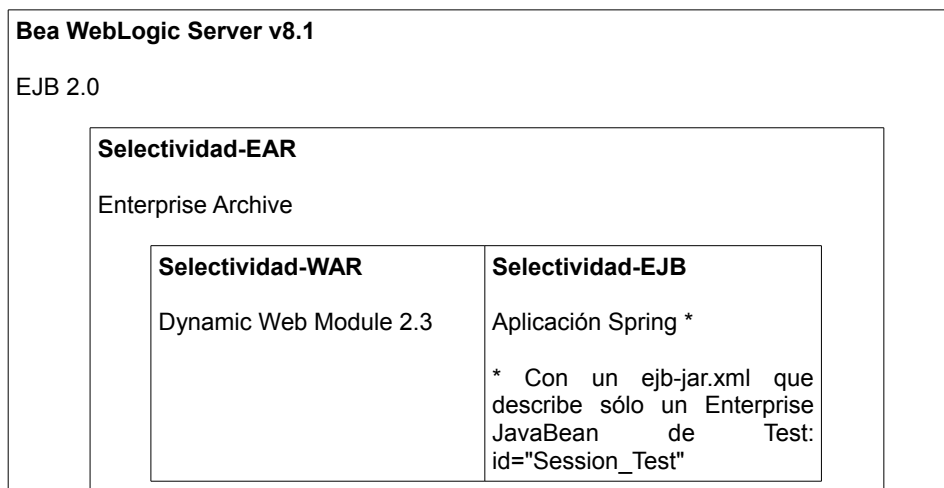 Bea WebLogic Server v8.1
EJB 2.0
Selectividad-EAR
Enterprise Archive
Selectividad-WAR
Dynamic Web Module 2.3
Selectividad-EJB
Aplicación Spring *
* Con un ejb-jar.xml que
describe sólo un Enterprise
JavaBean de Test:
id="Session_Test"